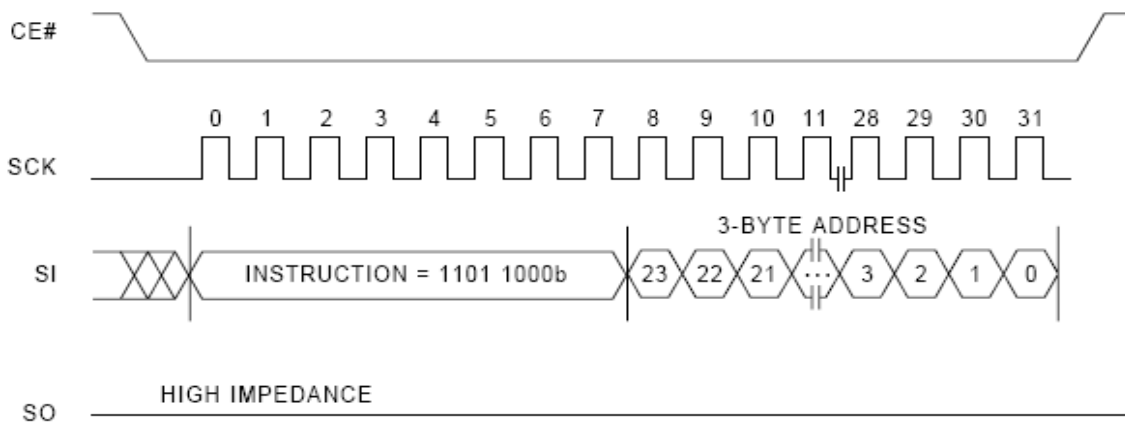 CE#
0 1 2 3 4 5 6 7 8 9 10 11 28 29 30 31
SCK
3-BYTE ADDRESS
SI INSTRUCTION = 1101 1000b 23 22 21 ... 3 2 1 0
HIGH IMPEDANCE
SO